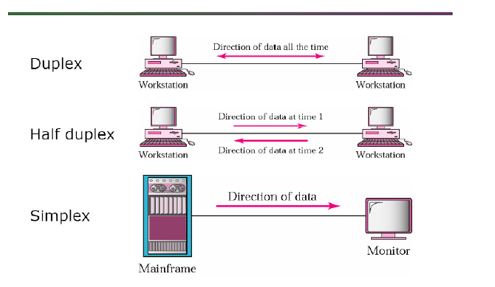 Duplex
Direction of data all the time
Workstation
Workstation
Half duplex
Direction of data at time 1
Direction of data at time 2
Workstation
Workstation
Simplex
Direction of data
Monitor
Mainframe